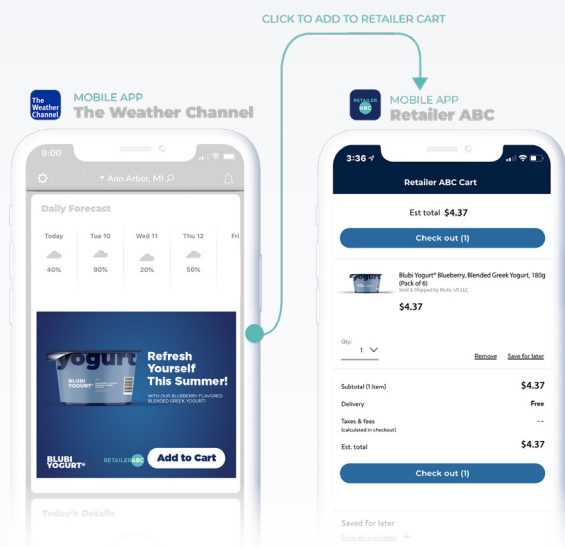 CLICK TO ADD TO RETAILER CART
The
Weather
Channel
MOBILE APP
The Weather Channel
9:00
Ann Arbor, MI
Daily Forecast
Today
Tue 10
Wed 11
Thu 12
Fri
40%
90%
20%
50%
yogurt
BLUBI
YOGURT
Refresh
Yourself
This Summer!
WITH OUR BLUEBERRY FLAVORED
BLENDED GREEK YOGURT!
BLUBI
YOGURT®
RETAILER ABC
Add to Cart
Today's Details
RETAILER
ABC
MOBILE APP
Retailer ABC
3:36
Retailer ABC Cart
Est total $4.37
Check out (1)
yogurt
Blubi Yogurt® Blueberry, Blended Greek Yogurt, 180g
(Pack of 6)
Sold & Shipped by Blubi, US LLC
$4.37
Qty:
1
Remove Save for later
Subtotal (1 item) $4.37
Delivery Free
Taxes & fees - -
(calculated in checkout)
Est. total $4.37
Check out (1)
Saved for later
Show all saved items +